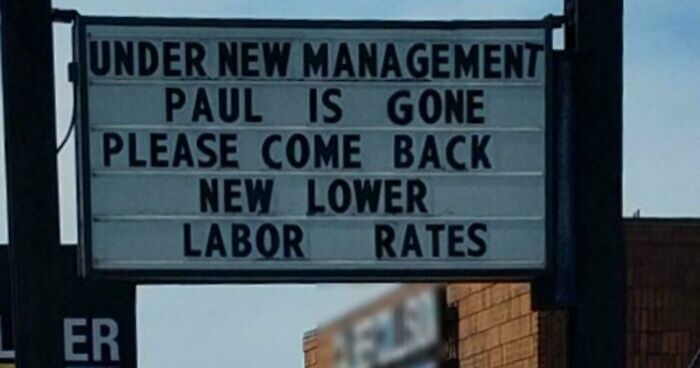 UNDER NEW MANAGEMENT
PAUL IS GONE
PLEASE COME BACK
NEW LOWER
LABOR RATES
ER